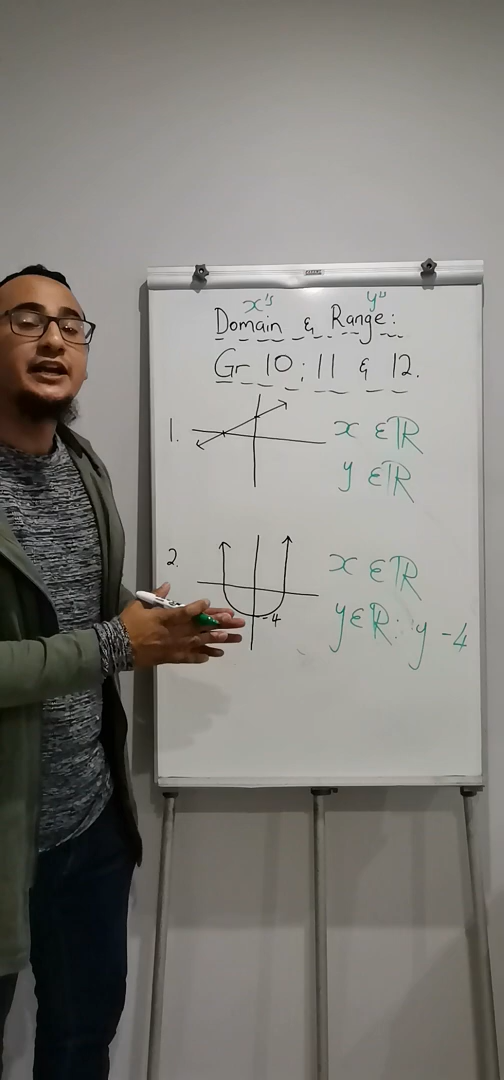 x's y's
Domain & Range:
Gr 10 ; 11 & 12.
1. x ∈ ℝ
y ∈ ℝ
2. x ∈ ℝ
-4 y ∈ ℝ: y -4